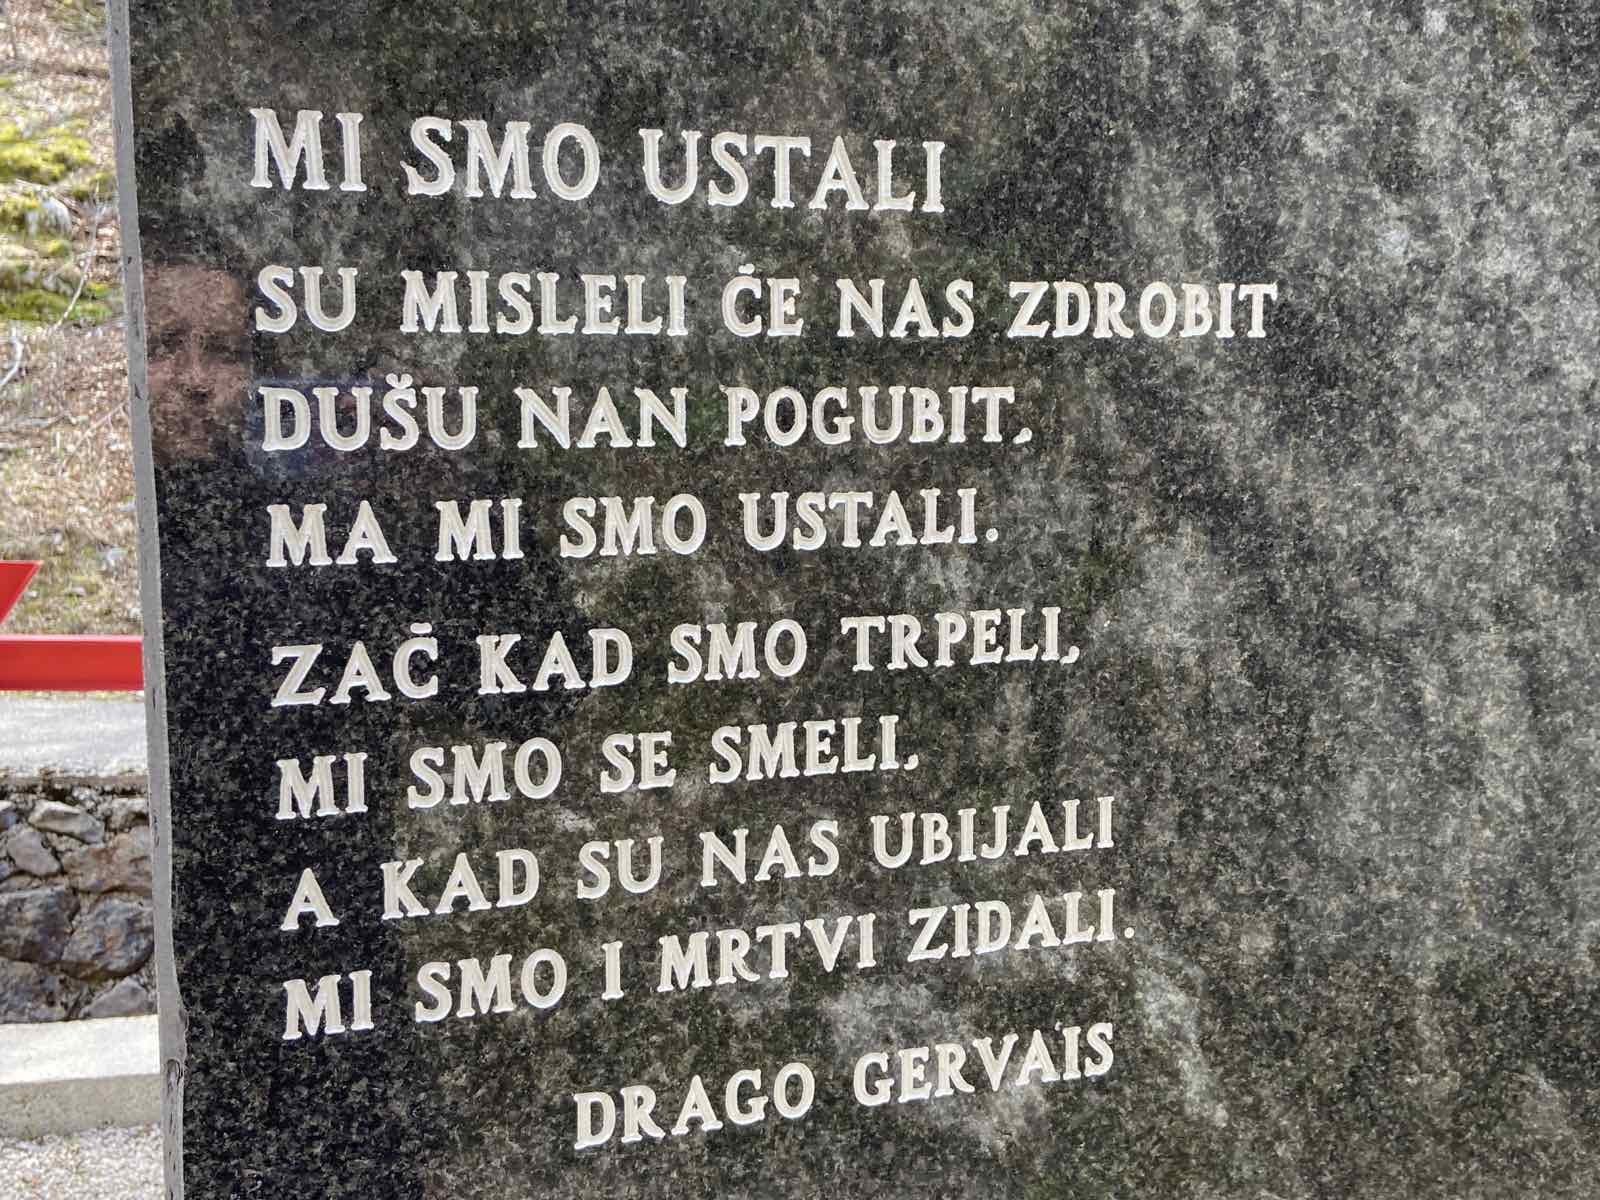 MI SMO USTALI
SU MISLELI ČE NAS ZDROBIT
DUŠU NAN POGUBIT,
MA MI SMO USTALI.
ZAČ KAD SMO TRPELI,
MI SMO SE SMELI,
A KAD SU NAS UBIJALI
MI SMO I MRTVI ZIDALI.
DRAGO GERVAIS